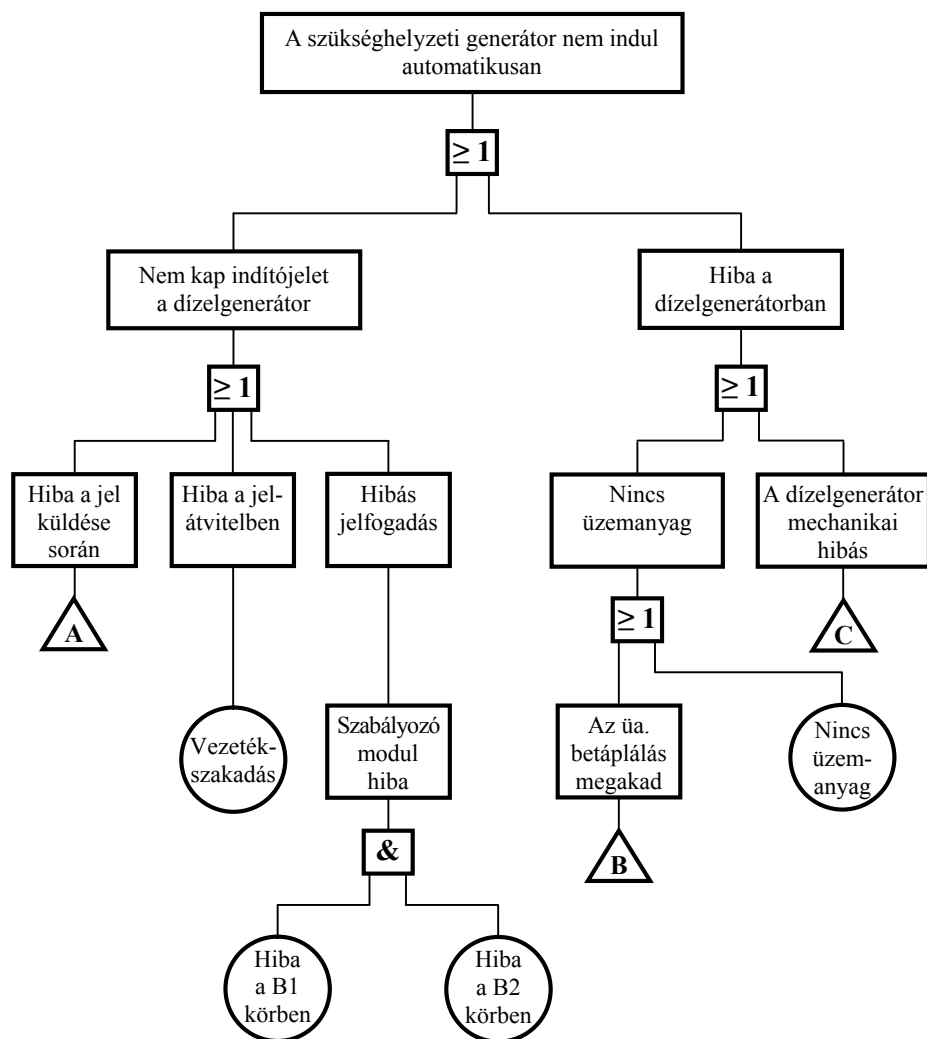 A szükséghelyzeti generátor nem indul
automatikusan
≥ 1
Nem kap indítójelet
a dízelgenerátor
Hiba a
dízelgenerátorban
≥ 1
≥ 1
Hiba a jel
küldése
során
Hiba a jel-
átvitelben
Hibás
jelfogadás
Nincs
üzemanyag
A dízelgenerátor
mechanikai
hibás
A
≥ 1
C
Vezeték-
szakadás
Szabályozó
modul
hiba
Az üa.
betáplálás
megakad
Nincs
üzem-
anyag
&
B
Hiba
a B1
körben
Hiba
a B2
körben